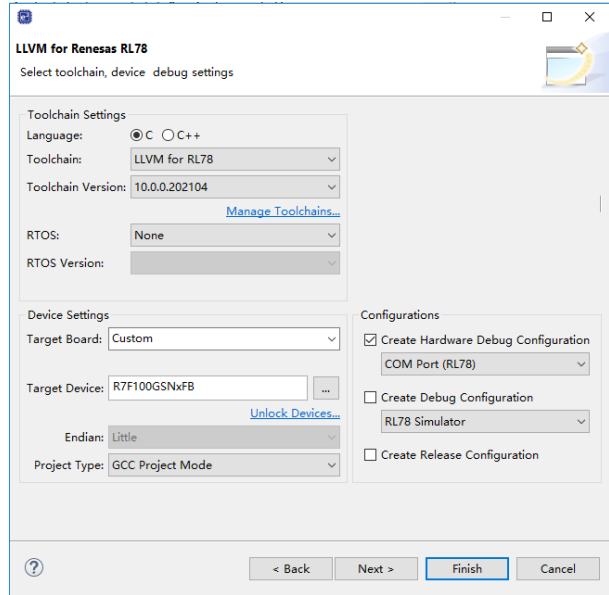 LLVM for Renesas RL78
Select toolchain, device  debug settings
Toolchain Settings
Language: C C++
Toolchain: LLVM for RL78
Toolchain Version: 10.0.0.202104
Manage Toolchains...
RTOS: None
RTOS Version:
Device Settings
Target Board: Custom
Target Device: R7F100GSNxFB ...
Unlock Devices...
Endian: Little
Project Type: GCC Project Mode
Configurations
Create Hardware Debug Configuration
COM Port (RL78)
Create Debug Configuration
RL78 Simulator
Create Release Configuration
? < Back Next > Finish Cancel